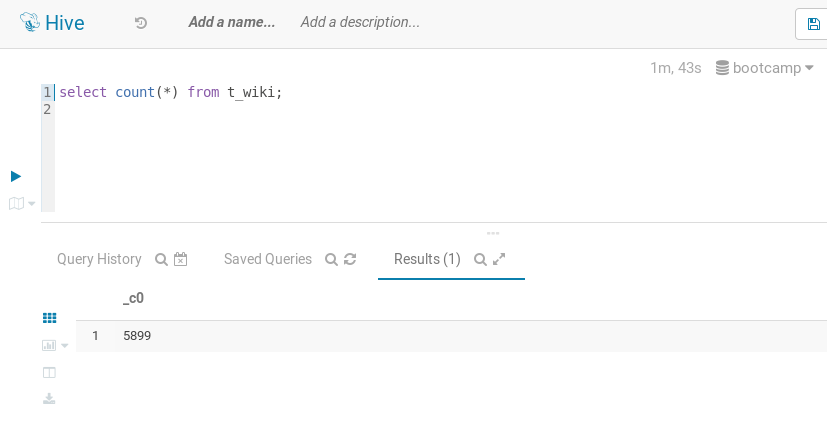 Hive Add a name... Add a description...
1m, 43s bootcamp
1 select count(*) from t_wiki;
2
Query History Saved Queries Results (1)
_c0
1 5899